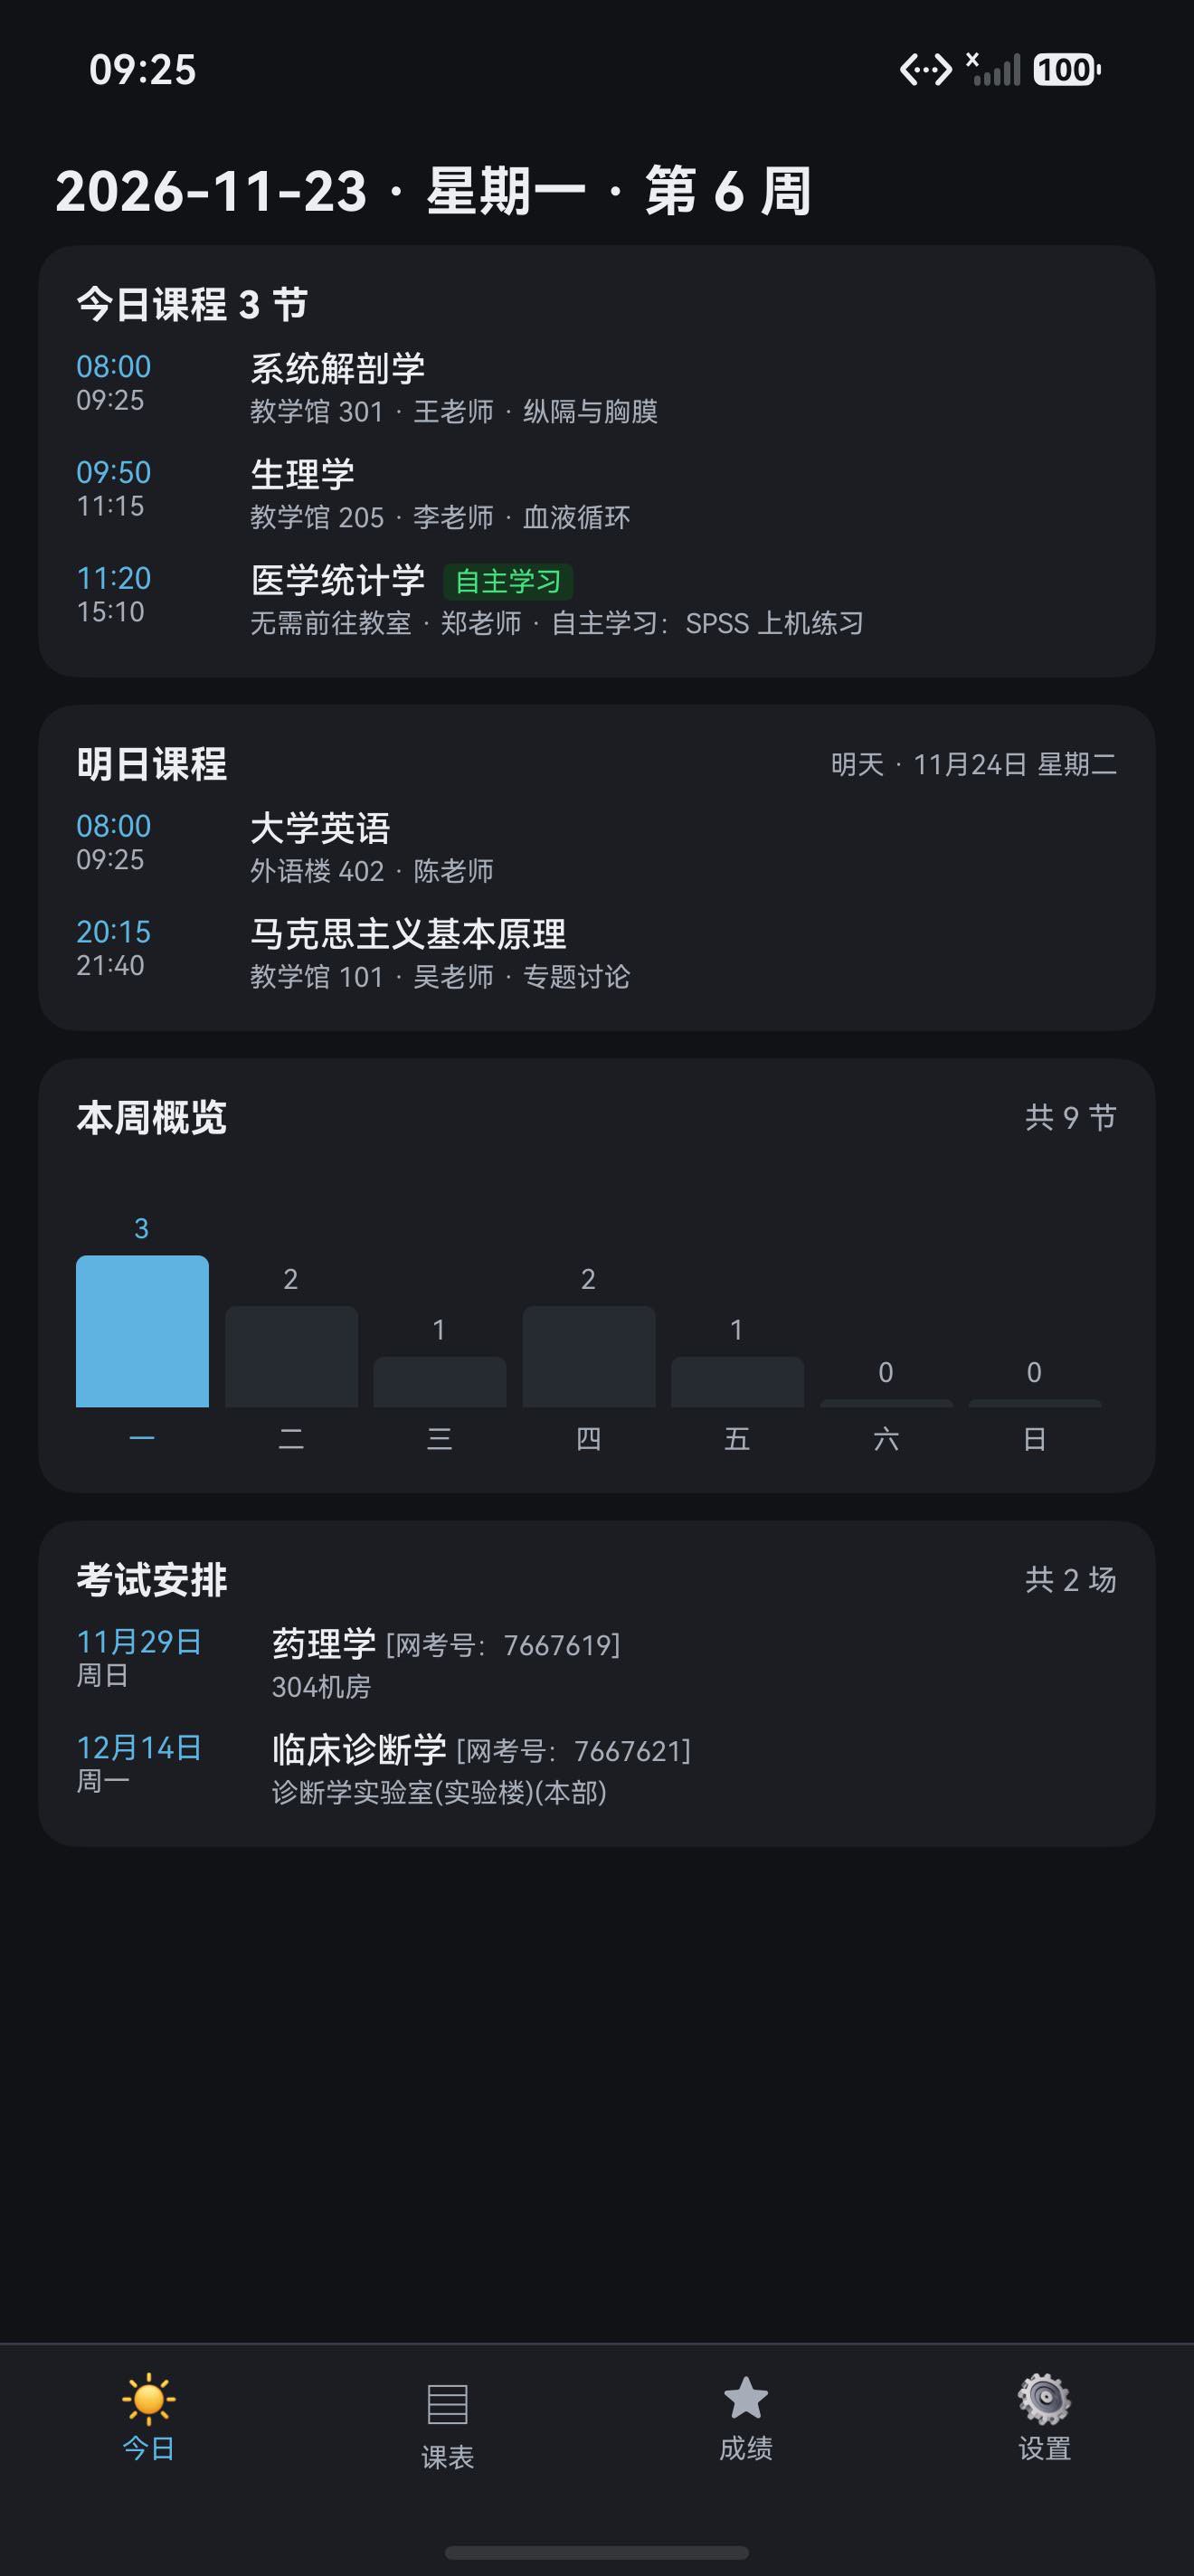 09:25
100
2026-11-23 · 星期一 · 第 6 周
今日课程 3 节
08:00
09:25
系统解剖学
教学馆 301 · 王老师 · 纵隔与胸膜
09:50
11:15
生理学
教学馆 205 · 李老师 · 血液循环
11:20
15:10
医学统计学 自主学习
无需前往教室 · 郑老师 · 自主学习：SPSS 上机练习
明日课程
明天 · 11月24日 星期二
08:00
09:25
大学英语
外语楼 402 · 陈老师
20:15
21:40
马克思主义基本原理
教学馆 101 · 吴老师 · 专题讨论
本周概览
共 9 节
3 2 1 2 1 0 0
一 二 三 四 五 六 日
考试安排
共 2 场
11月29日
周日
药理学 [网考号：7667619]
304机房
12月14日
周一
临床诊断学 [网考号：7667621]
诊断学实验室(实验楼)(本部)
今日 课表 成绩 设置